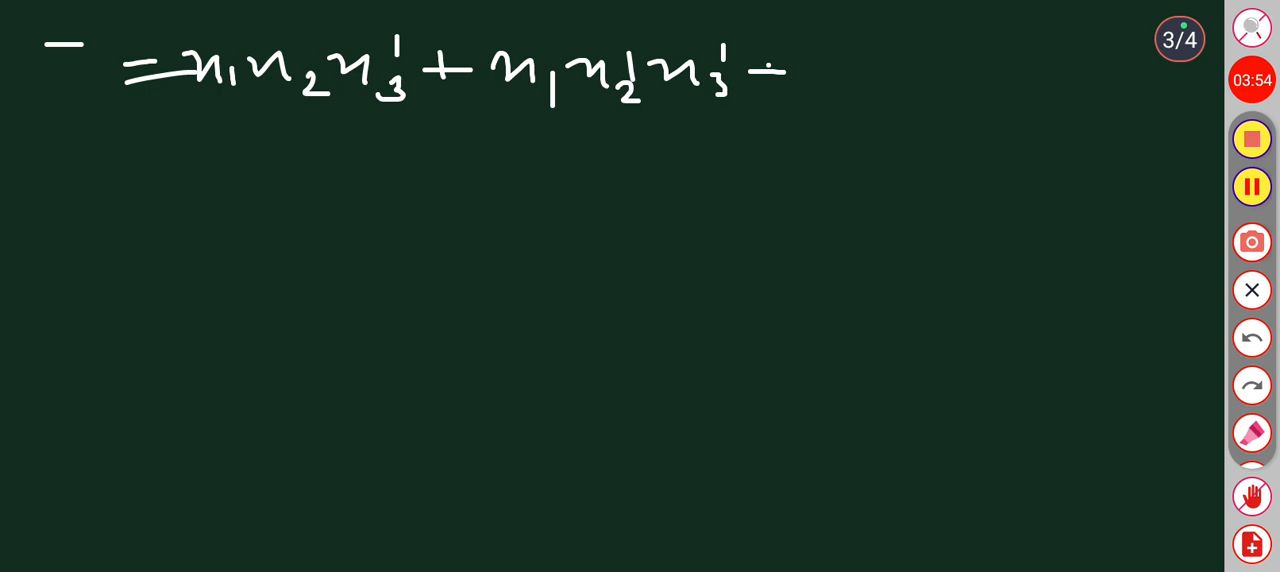 = x₁x₂x₃' + x₁x₂'x₃' +
3/4
03:54